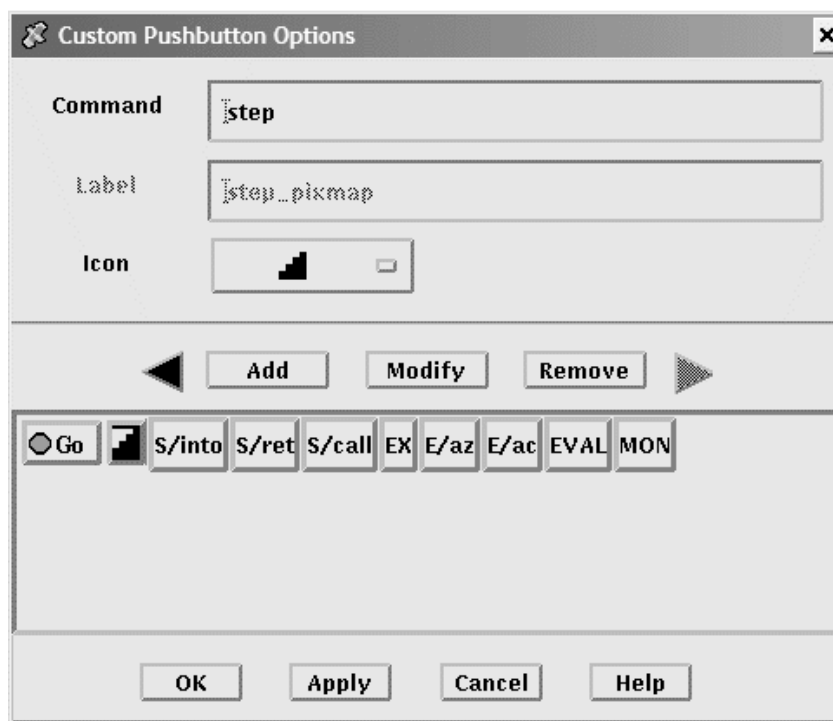 Custom Pushbutton Options
Command
step
Label
step_pixmap
Icon
Add Modify Remove
Go S/into S/ret S/call EX E/az E/ac EVAL MON
OK Apply Cancel Help